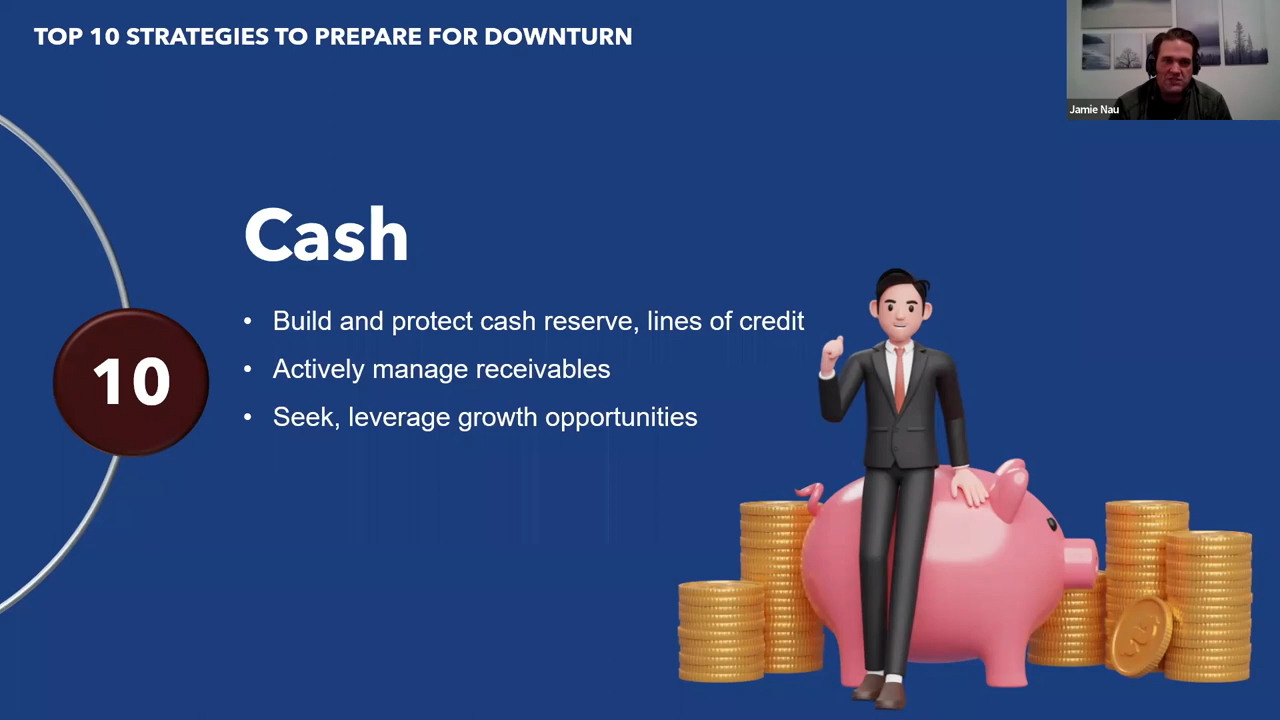 TOP 10 STRATEGIES TO PREPARE FOR DOWNTURN
Jamie Nau
Cash
10
• Build and protect cash reserve, lines of credit
• Actively manage receivables
• Seek, leverage growth opportunities